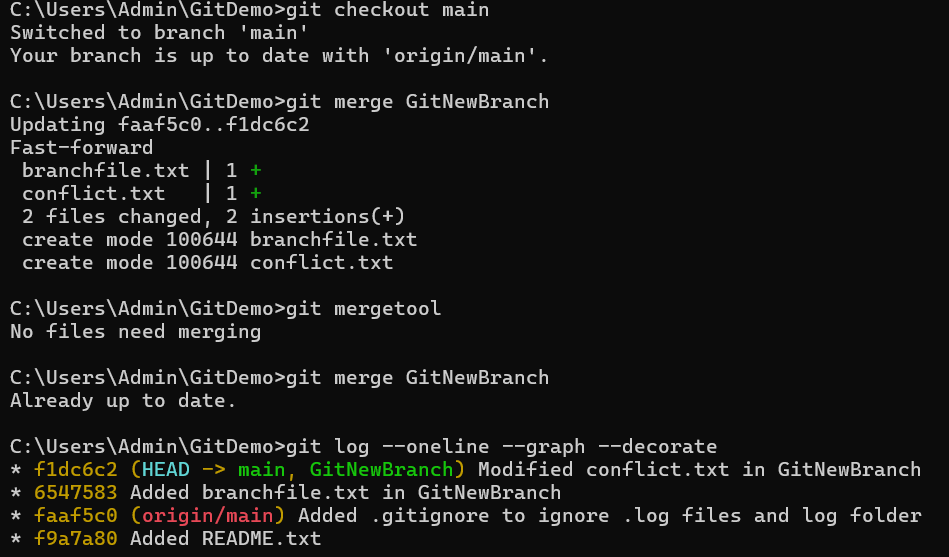 C:\Users\Admin\GitDemo>git checkout main
Switched to branch 'main'
Your branch is up to date with 'origin/main'.

C:\Users\Admin\GitDemo>git merge GitNewBranch
Updating faaf5c0..f1dc6c2
Fast-forward
 branchfile.txt | 1 +
 conflict.txt   | 1 +
 2 files changed, 2 insertions(+)
 create mode 100644 branchfile.txt
 create mode 100644 conflict.txt

C:\Users\Admin\GitDemo>git mergetool
No files need merging

C:\Users\Admin\GitDemo>git merge GitNewBranch
Already up to date.

C:\Users\Admin\GitDemo>git log --oneline --graph --decorate
* f1dc6c2 (HEAD -> main, GitNewBranch) Modified conflict.txt in GitNewBranch
* 6547583 Added branchfile.txt in GitNewBranch
* faaf5c0 (origin/main) Added .gitignore to ignore .log files and log folder
* f9a7a80 Added README.txt